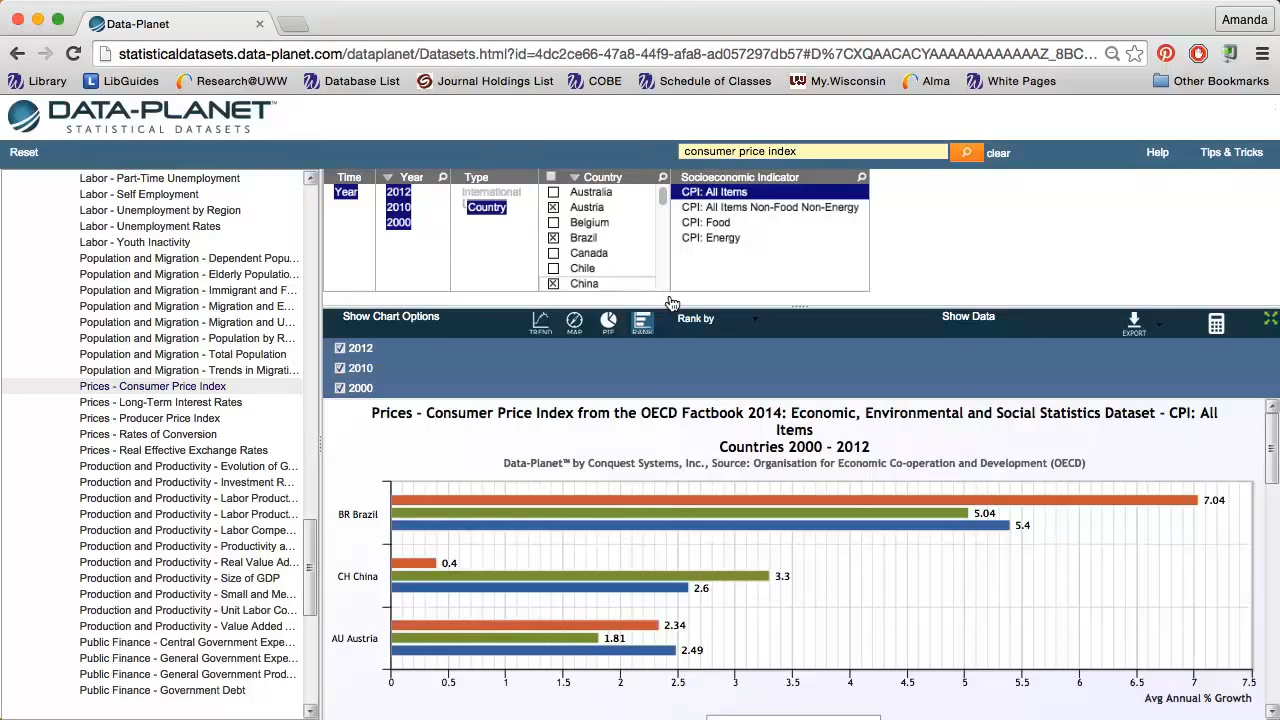 Data-Planet
Amanda
statisticaldatasets.data-planet.com/dataplanet/Datasets.html?id=4dc2ce66-47a8-44f9-afa8-ad057297db57#D%7CXQAACACYAAAAAAAAAAAAZ_8BC...
Library LibGuides Research@UWW Database List Journal Holdings List COBE Schedule of Classes My.Wisconsin Alma White Pages Other Bookmarks
DATA-PLANET™
STATISTICAL DATASETS
Reset consumer price index clear Help Tips & Tricks
Labor - Part-Time Unemployment
Labor - Self Employment
Labor - Unemployment by Region
Labor - Unemployment Rates
Labor - Youth Inactivity
Population and Migration - Dependent Popu...
Population and Migration - Elderly Populatio...
Population and Migration - Immigrant and F...
Population and Migration - Migration and E...
Population and Migration - Migration and U...
Population and Migration - Population by R...
Population and Migration - Total Population
Population and Migration - Trends in Migrati...
Prices - Consumer Price Index
Prices - Long-Term Interest Rates
Prices - Producer Price Index
Prices - Rates of Conversion
Prices - Real Effective Exchange Rates
Production and Productivity - Evolution of G...
Production and Productivity - Investment R...
Production and Productivity - Labor Product...
Production and Productivity - Labor Product...
Production and Productivity - Labor Compe...
Production and Productivity - Productivity a...
Production and Productivity - Real Value Ad...
Production and Productivity - Size of GDP
Production and Productivity - Small and Me...
Production and Productivity - Unit Labor Co...
Production and Productivity - Value Added ...
Public Finance - Central Government Expe...
Public Finance - General Government Expe...
Public Finance - General Government Prod...
Public Finance - Government Debt
Time Year Type Country Socioeconomic Indicator
Year 2012 International Australia CPI: All Items
2010 Country Austria CPI: All Items Non-Food Non-Energy
2000 Belgium CPI: Food
Brazil CPI: Energy
Canada
Chile
China
Show Chart Options TREND MAP PIE RANK Rank by Show Data EXPORT
2012
2010
2000
Prices - Consumer Price Index from the OECD Factbook 2014: Economic, Environmental and Social Statistics Dataset - CPI: All
Items
Countries 2000 - 2012
Data-Planet™ by Conquest Systems, Inc., Source: Organisation for Economic Co-operation and Development (OECD)
7.04
BR Brazil 5.04
5.4
0.4
CH China 3.3
2.6
2.34
AU Austria 1.81
2.49
0 0.5 1 1.5 2 2.5 3 3.5 4 4.5 5 5.5 6 6.5 7 7.5
Avg Annual % Growth